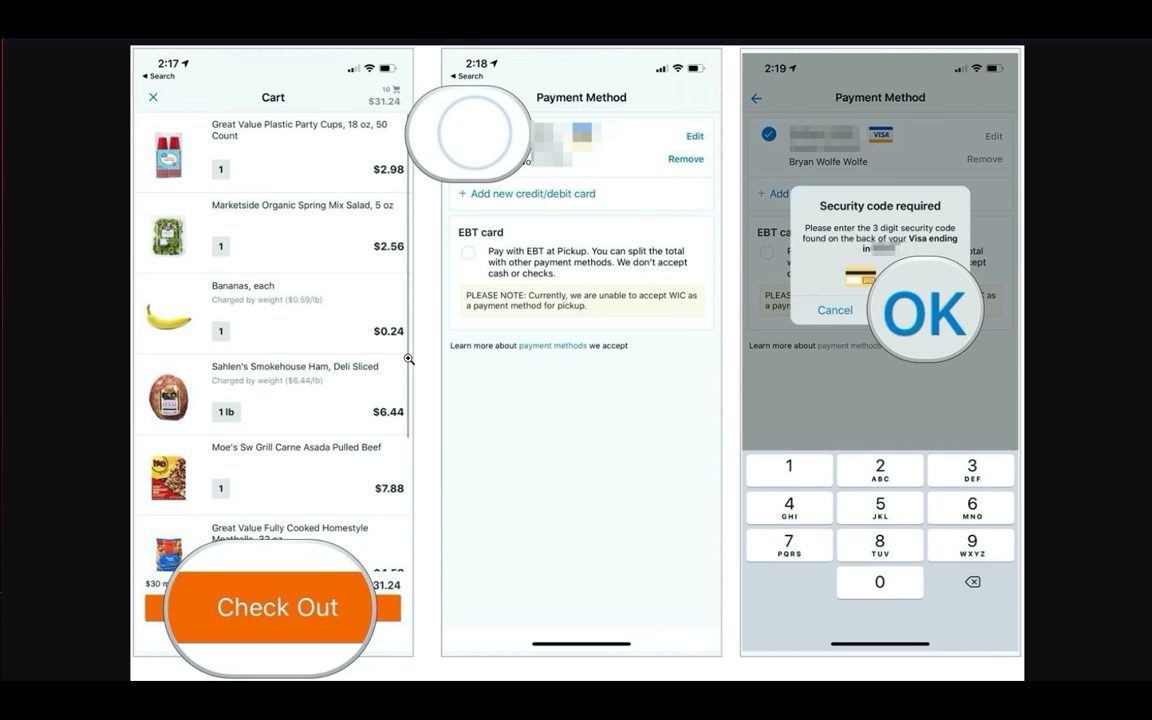 2:17
◄ Search
Cart
10
$31.24
Great Value Plastic Party Cups, 18 oz, 50
Count
1
$2.98
Marketside Organic Spring Mix Salad, 5 oz
1
$2.56
Bananas, each
Charged by weight ($0.59/lb)
1
$0.24
Sahlen's Smokehouse Ham, Deli Sliced
Charged by weight ($6.44/lb)
1 lb
$6.44
Moe's Sw Grill Carne Asada Pulled Beef
1
$7.88
Great Value Fully Cooked Homestyle
$30
31.24
Check Out
2:18
◄ Search
Payment Method
Edit
Remove
+ Add new credit/debit card
EBT card
Pay with EBT at Pickup. You can split the total
with other payment methods. We don't accept
cash or checks.
PLEASE NOTE: Currently, we are unable to accept WIC as
a payment method for pickup.
Learn more about payment methods we accept
2:19
Payment Method
VISA
Edit
Bryan Wolfe Wolfe
Remove
+ Add
Security code required
Please enter the 3 digit security code
found on the back of your Visa ending
in
Cancel
OK
EBT ca
total
accept
PLEAS
IC as
a payn
Learn more about payment methods
1
2 ABC
3 DEF
4 GHI
5 JKL
6 MNO
7 PQRS
8 TUV
9 WXYZ
0